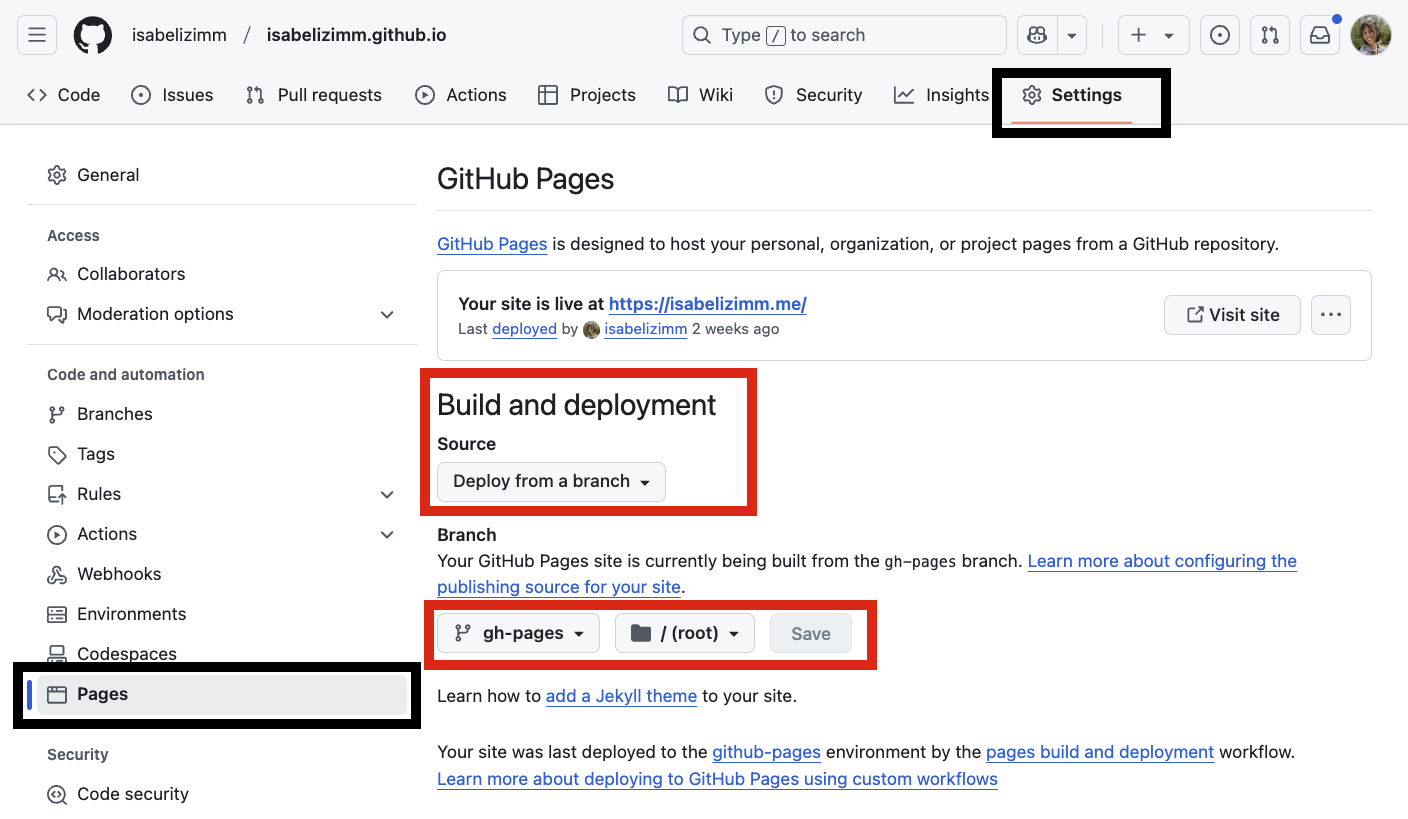 isabelizimm / isabelizimm.github.io
Type / to search
Code Issues Pull requests Actions Projects Wiki Security Insights Settings
General
Access
Collaborators
Moderation options
Code and automation
Branches
Tags
Rules
Actions
Webhooks
Environments
Codespaces
Pages
Security
Code security
GitHub Pages
GitHub Pages is designed to host your personal, organization, or project pages from a GitHub repository.
Your site is live at https://isabelizimm.me/
Last deployed by isabelizimm 2 weeks ago
Visit site
Build and deployment
Source
Deploy from a branch
Branch
Your GitHub Pages site is currently being built from the gh-pages branch. Learn more about configuring the
publishing source for your site.
gh-pages / (root) Save
Learn how to add a Jekyll theme to your site.
Your site was last deployed to the github-pages environment by the pages build and deployment workflow.
Learn more about deploying to GitHub Pages using custom workflows